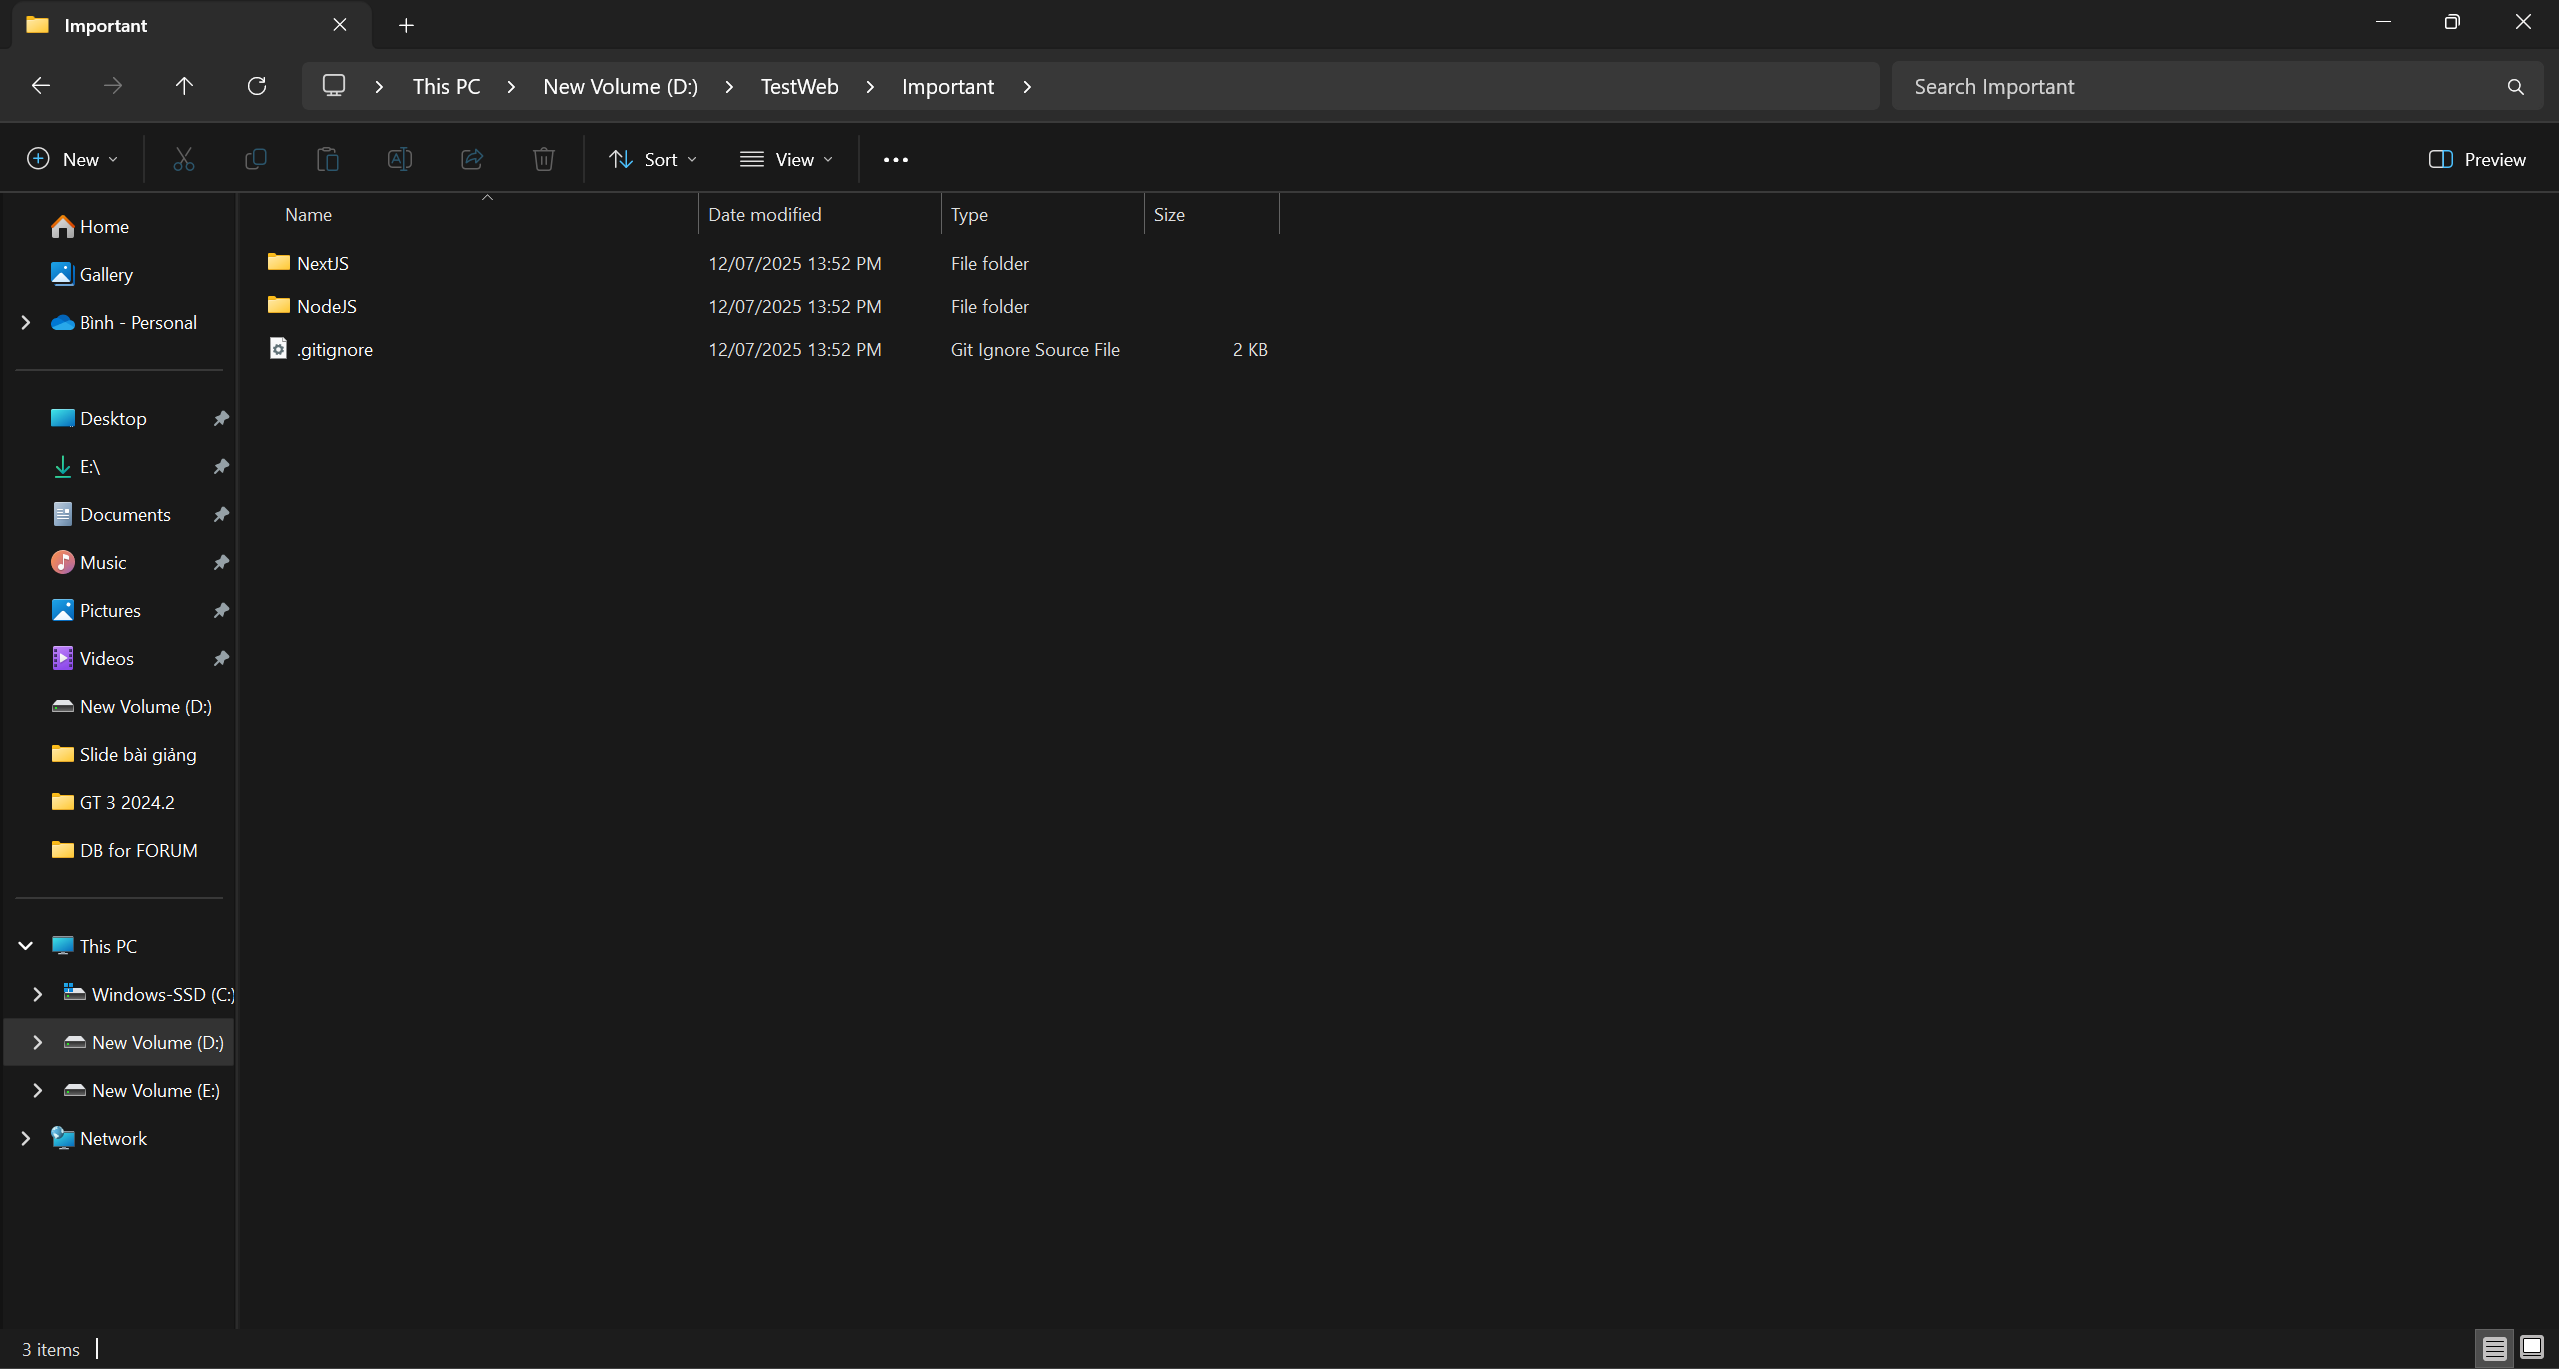 Important
This PC New Volume (D:) TestWeb Important
Search Important
New Sort View Preview
Name Date modified Type Size
NextJS 12/07/2025 13:52 PM File folder
NodeJS 12/07/2025 13:52 PM File folder
.gitignore 12/07/2025 13:52 PM Git Ignore Source File 2 KB
Home
Gallery
Bình - Personal
Desktop
E:\
Documents
Music
Pictures
Videos
New Volume (D:)
Slide bài giảng
GT 3 2024.2
DB for FORUM
This PC
Windows-SSD (C:)
New Volume (D:)
New Volume (E:)
Network
3 items